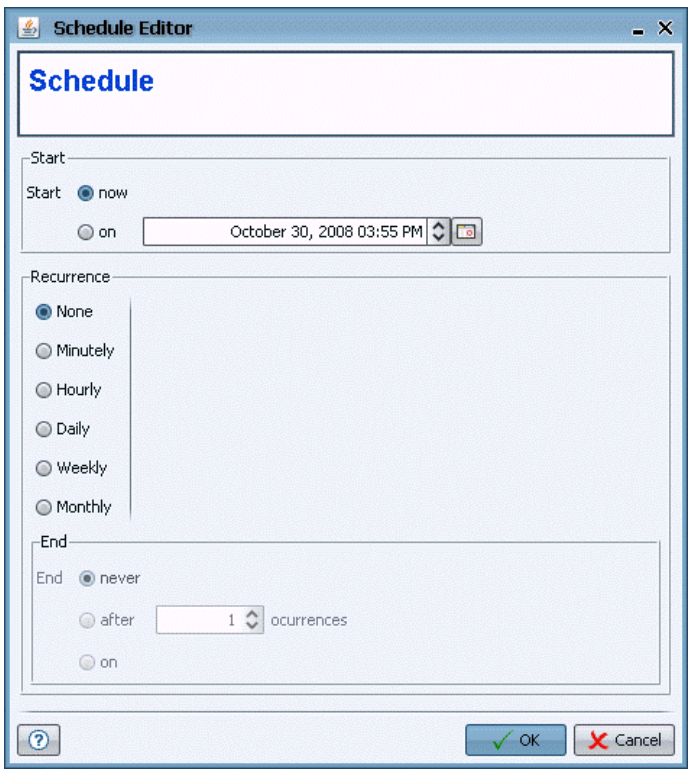 Schedule Editor
Schedule
Start
Start now
on October 30, 2008 03:55 PM
Recurrence
None
Minutely
Hourly
Daily
Weekly
Monthly
End
End never
after 1 ocurrences
on
? OK Cancel